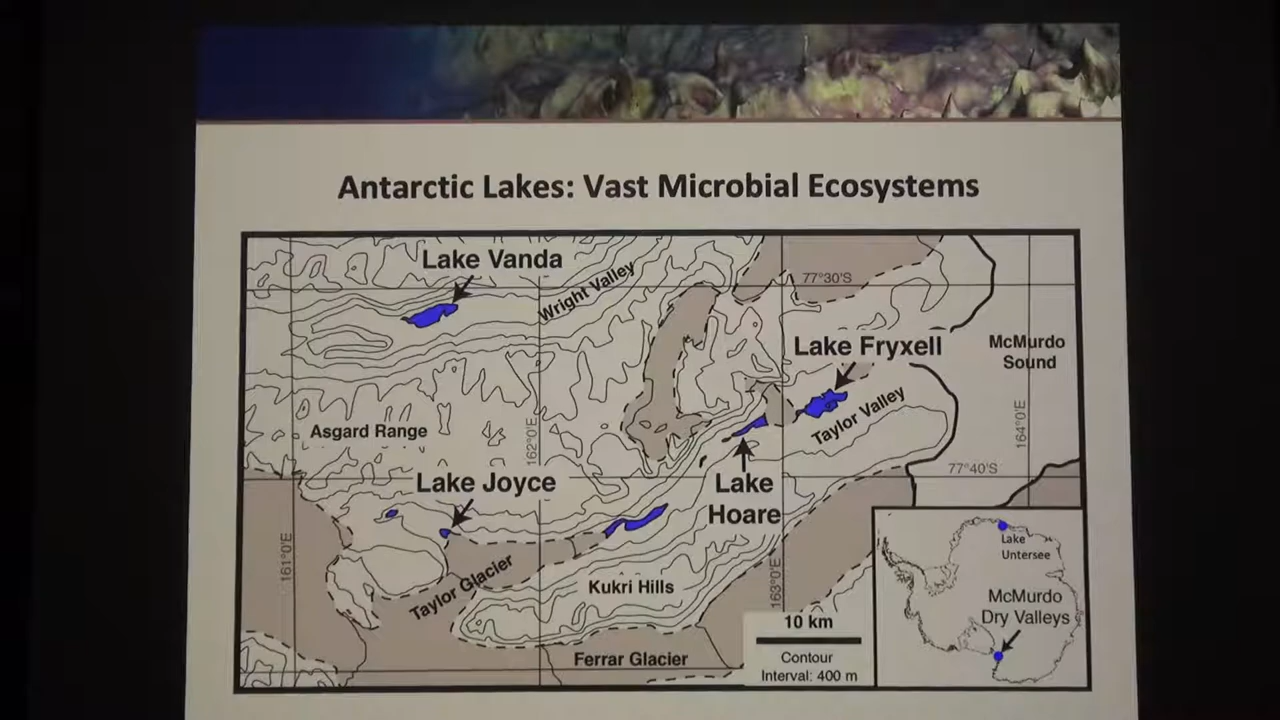 Antarctic Lakes: Vast Microbial Ecosystems
Lake Vanda
Wright Valley
77°30'S
Lake Fryxell
McMurdo
Sound
Taylor Valley
Asgard Range
162°0'E
164°0'E
77°40'S
Lake Joyce
Lake
Hoare
161°0'E
Taylor Glacier
Kukri Hills
163°0'E
Ferrar Glacier
10 km
Contour
Interval: 400 m
Lake
Untersee
McMurdo
Dry Valleys